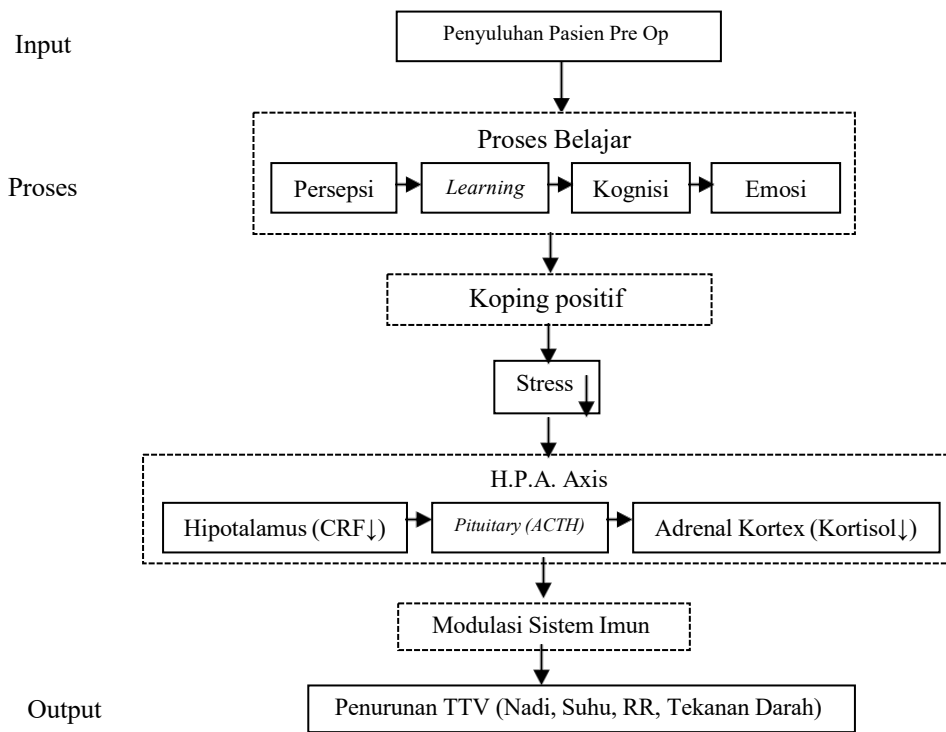 Input
Penyuluhan Pasien Pre Op
Proses
Proses Belajar
Persepsi
Learning
Kognisi
Emosi
Koping positif
Stress
H.P.A. Axis
Hipotalamus (CRF↓)
Pituitary (ACTH)
Adrenal Kortex (Kortisol↓)
Modulasi Sistem Imun
Output
Penurunan TTV (Nadi, Suhu, RR, Tekanan Darah)